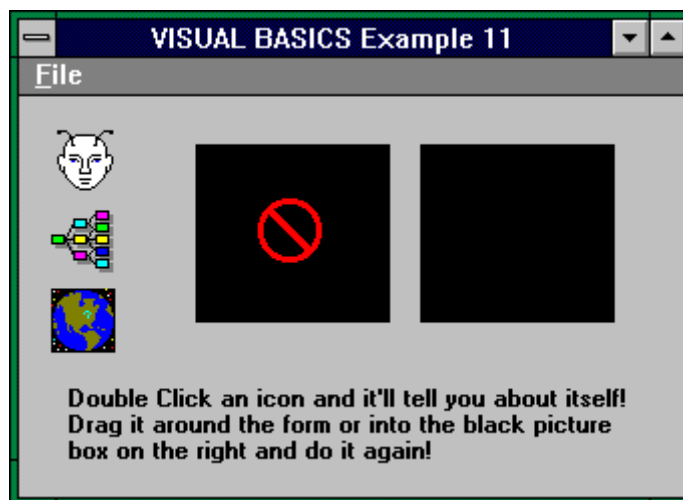 VISUAL BASICS Example 11
File
Double Click an icon and it'll tell you about itself!
Drag it around the form or into the black picture
box on the right and do it again!